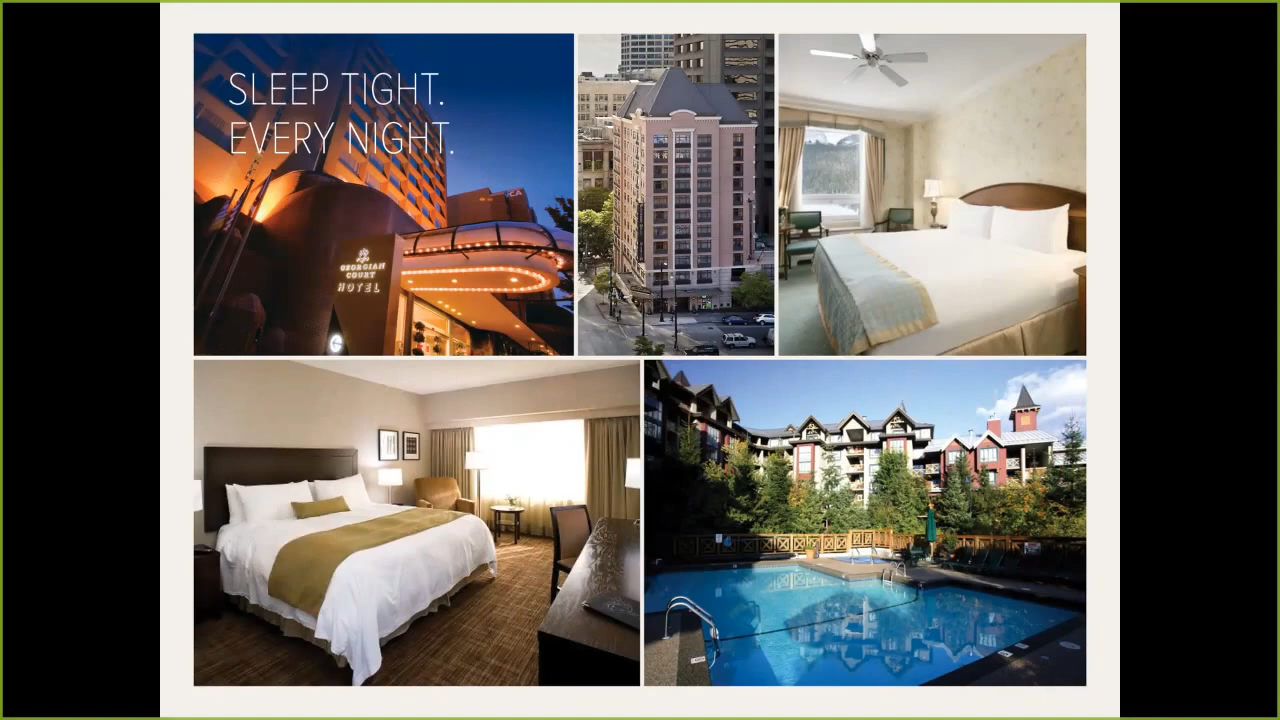 SLEEP TIGHT.
EVERY NIGHT.
GEORGIAN
COURT
HOTEL